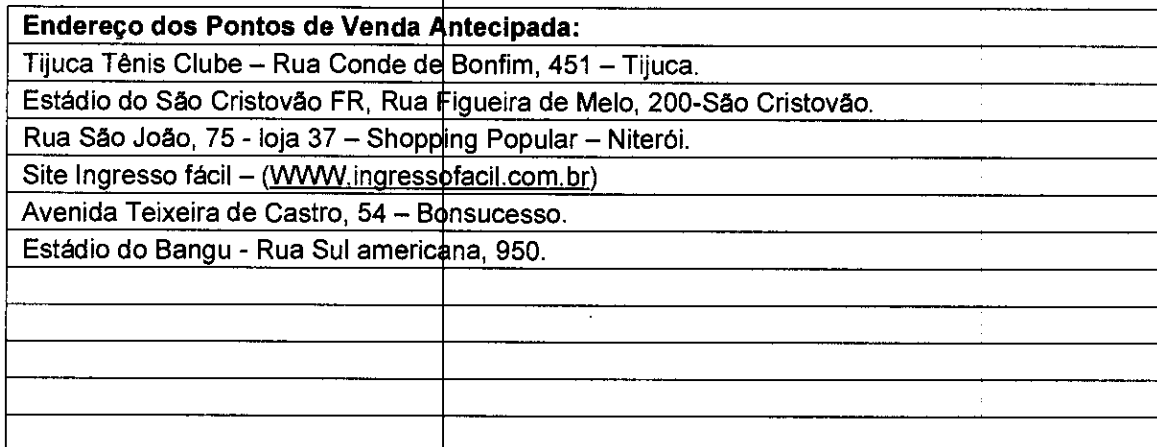 Endereço dos Pontos de Venda Antecipada:
Tijuca Tênis Clube – Rua Conde de Bonfim, 451 – Tijuca.
Estádio do São Cristovão FR, Rua Figueira de Melo, 200-São Cristovão.
Rua São João, 75 - loja 37 – Shopping Popular – Niterói.
Site Ingresso fácil – (WWW.ingressofacil.com.br)
Avenida Teixeira de Castro, 54 – Bonsucesso.
Estádio do Bangu - Rua Sul americana, 950.